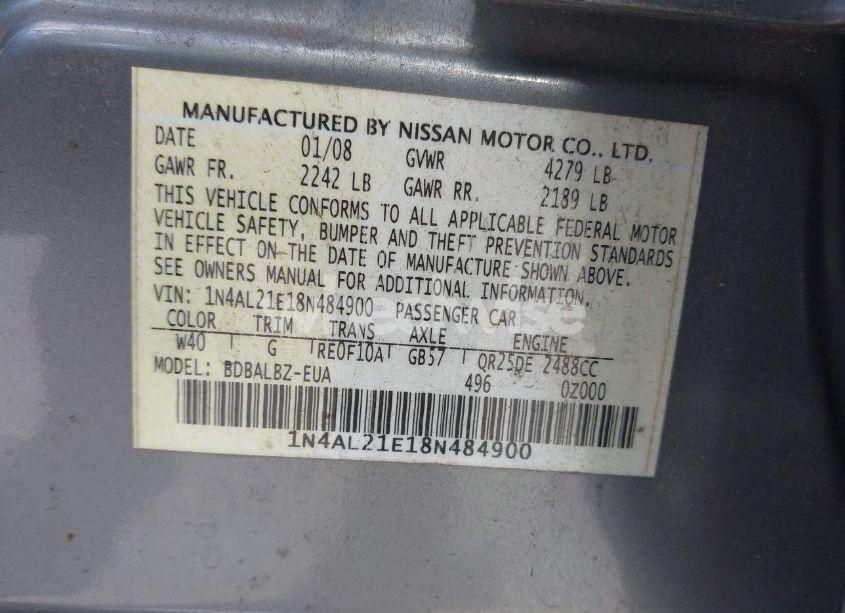 MANUFACTURED BY NISSAN MOTOR CO., LTD.
DATE 01/08 GVWR 4279 LB
GAWR FR. 2242 LB GAWR RR. 2189 LB
THIS VEHICLE CONFORMS TO ALL APPLICABLE FEDERAL MOTOR
VEHICLE SAFETY, BUMPER AND THEFT PREVENTION STANDARDS
IN EFFECT ON THE DATE OF MANUFACTURE SHOWN ABOVE.
SEE OWNERS MANUAL FOR ADDITIONAL INFORMATION.
VIN: 1N4AL21E18N484900 PASSENGER CAR
COLOR TRIM TRANS AXLE ENGINE
W40 G RE0F10A GB57 QR25DE 2488CC
MODEL: BDBALBZ-EUA 496 0Z000
1N4AL21E18N484900